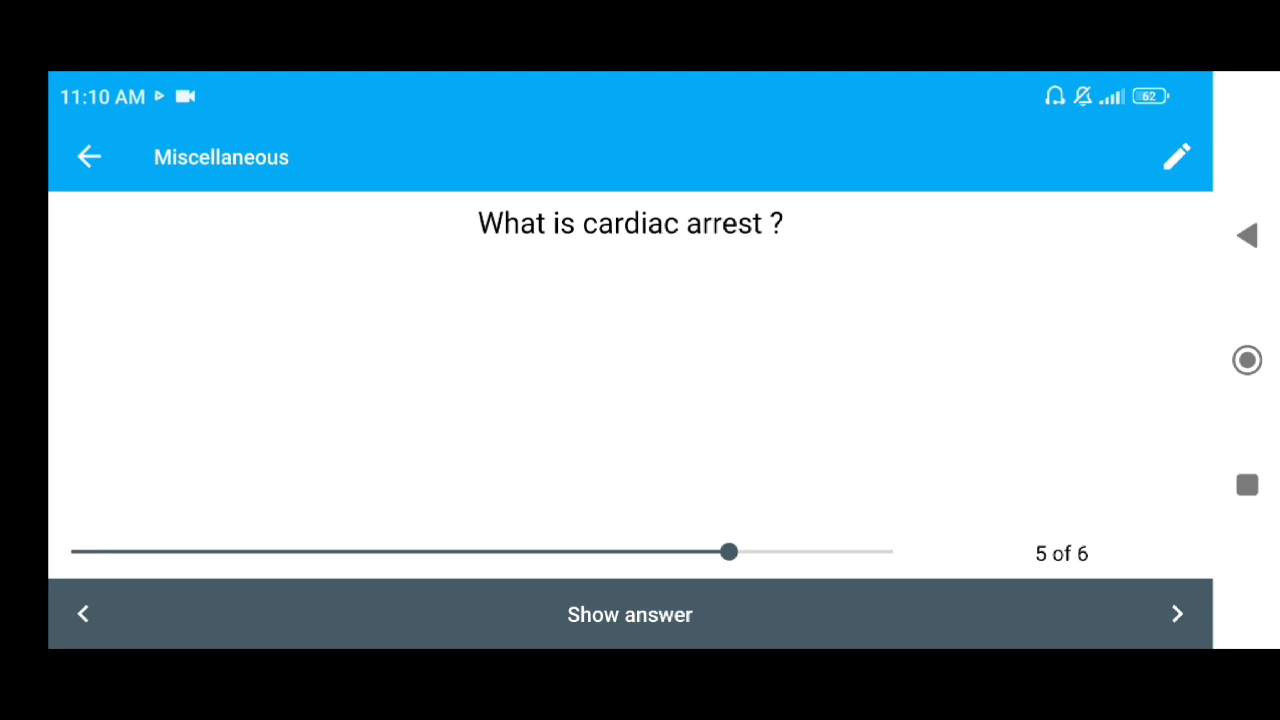 11:10 AM
62
Miscellaneous
What is cardiac arrest ?
5 of 6
Show answer